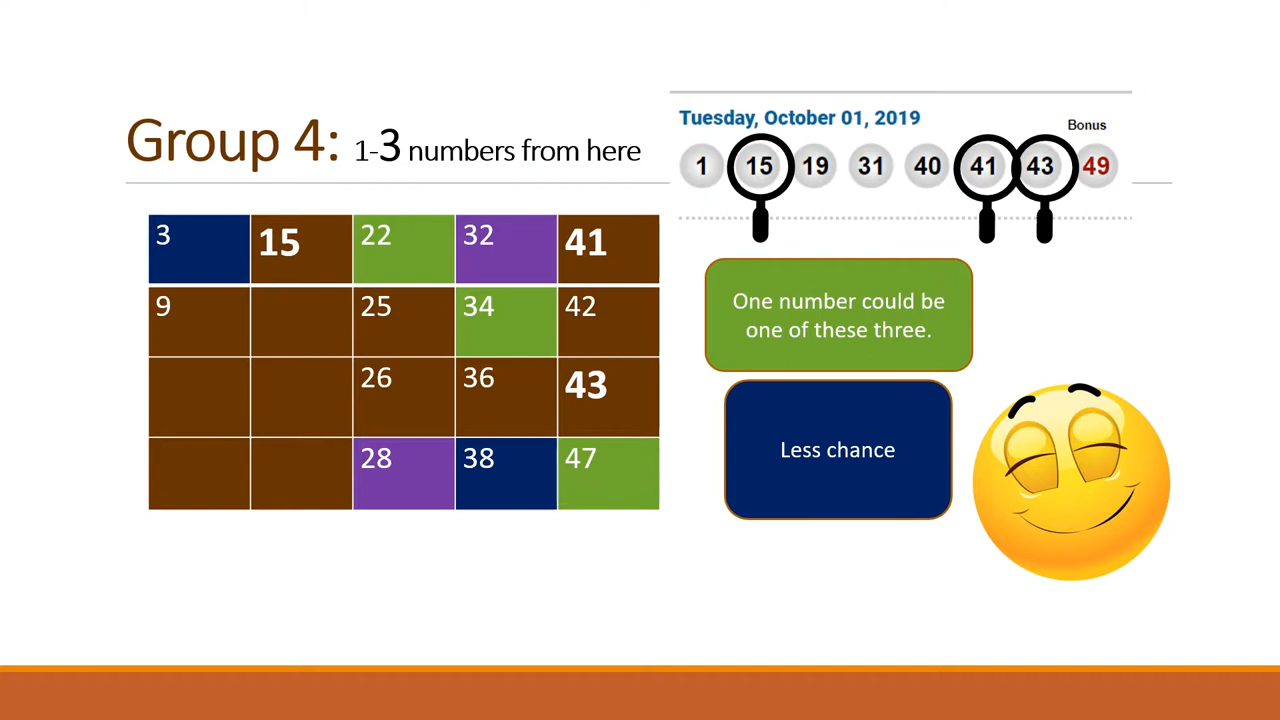 Group 4: 1-3 numbers from here
Tuesday, October 01, 2019
Bonus
1 15 19 31 40 41 43 49
3 15 22 32 41
9 25 34 42
26 36 43
28 38 47
One number could be
one of these three.
Less chance